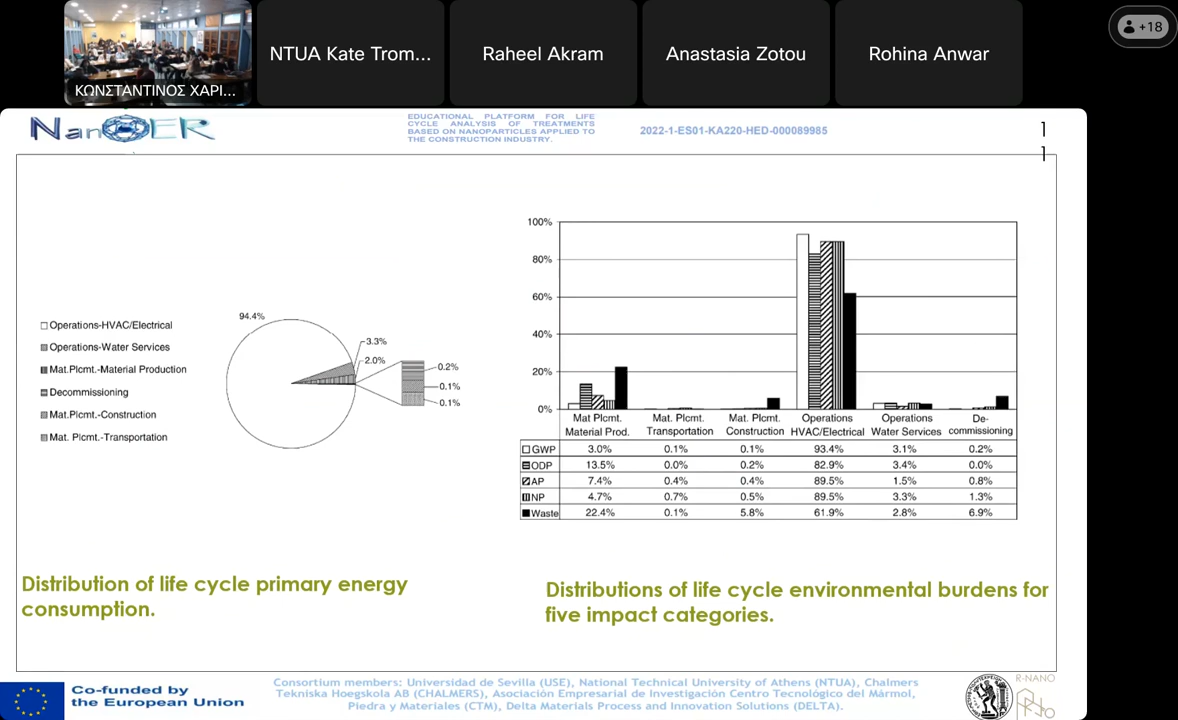 ΚΩΝΣΤΑΝΤΙΝΟΣ ΧΑΡΙ...
NTUA Kate Trom...
Raheel Akram
Anastasia Zotou
Rohina Anwar
+18
NanOER
EDUCATIONAL PLATFORM FOR LIFE
CYCLE ANALYSIS OF TREATMENTS
BASED ON NANOPARTICLES APPLIED TO
THE CONSTRUCTION INDUSTRY.
2022-1-ES01-KA220-HED-000089985
1
1
Operations-HVAC/Electrical
Operations-Water Services
Mat.Plcmt.-Material Production
Decommissioning
Mat.Plcmt.-Construction
Mat. Plcmt.-Transportation
94.4%
3.3%
2.0%
0.2%
0.1%
0.1%
100%
80%
60%
40%
20%
0%
Mat Plcmt. Material Prod.
Mat. Plcmt. Transportation
Mat. Plcmt. Construction
Operations HVAC/Electrical
Operations Water Services
De-commissioning
GWP 3.0% 0.1% 0.1% 93.4% 3.1% 0.2%
ODP 13.5% 0.0% 0.2% 82.9% 3.4% 0.0%
AP 7.4% 0.4% 0.4% 89.5% 1.5% 0.8%
NP 4.7% 0.7% 0.5% 89.5% 3.3% 1.3%
Waste 22.4% 0.1% 5.8% 61.9% 2.8% 6.9%
Distribution of life cycle primary energy
consumption.
Distributions of life cycle environmental burdens for
five impact categories.
Co-funded by
the European Union
Consortium members: Universidad de Sevilla (USE), National Technical University of Athens (NTUA), Chalmers
Tekniska Hoegskola AB (CHALMERS), Asociación Empresarial de Investigación Centro Tecnológico del Mármol,
Piedra y Materiales (CTM), Delta Materials Process and Innovation Solutions (DELTA).
R-NANO